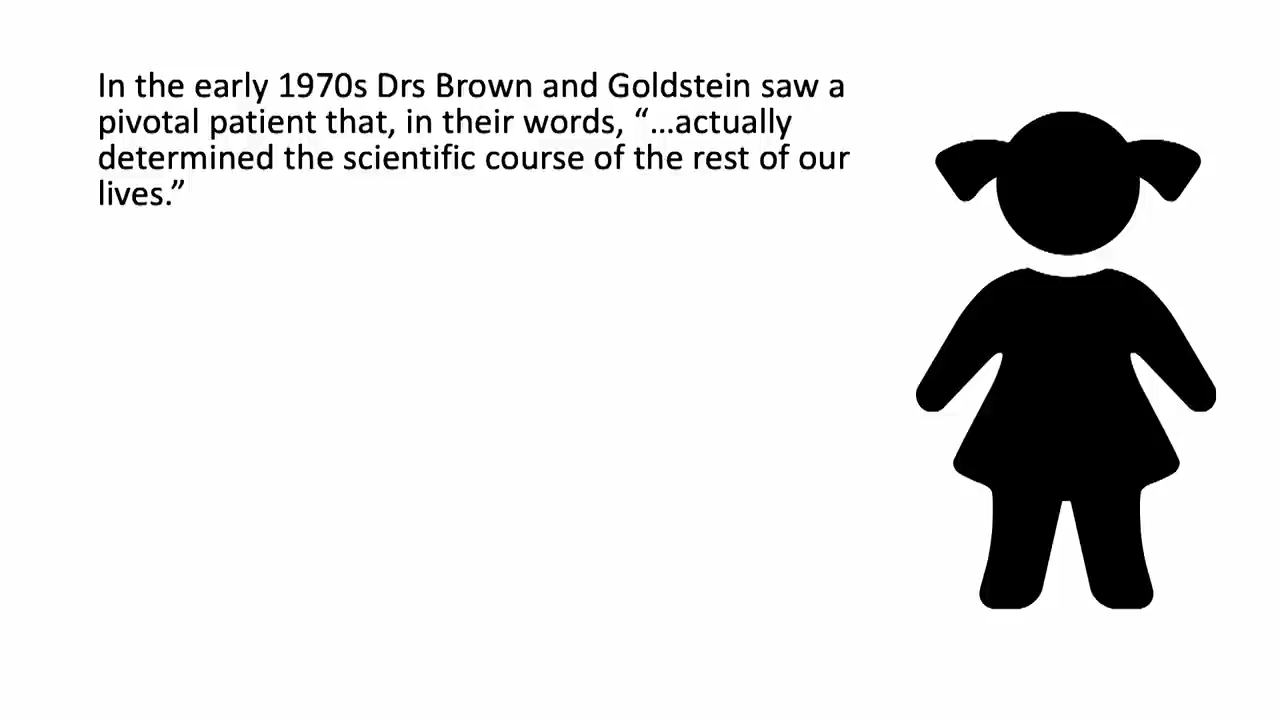 In the early 1970s Drs Brown and Goldstein saw a
pivotal patient that, in their words, “…actually
determined the scientific course of the rest of our
lives.”